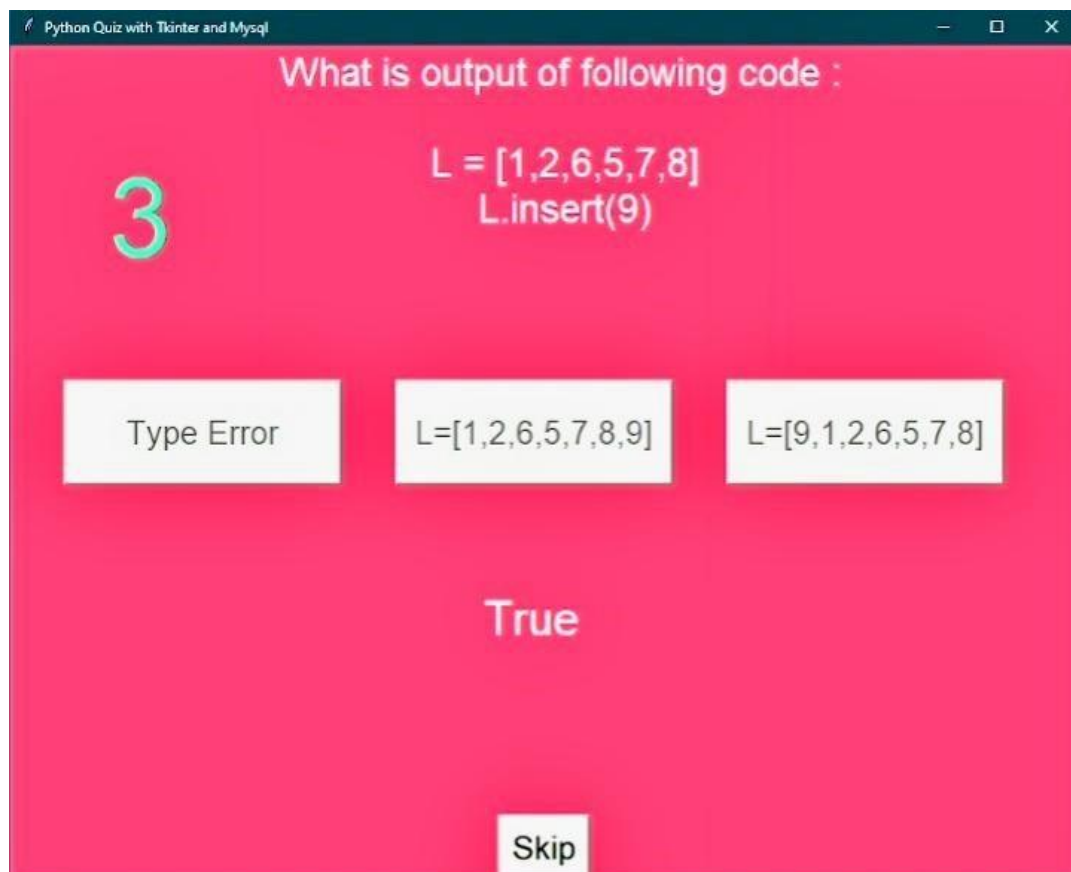 Python Quiz with Tkinter and Mysql
What is output of following code :
L = [1,2,6,5,7,8]
L.insert(9)
3
Type Error
L=[1,2,6,5,7,8,9]
L=[9,1,2,6,5,7,8]
True
Skip